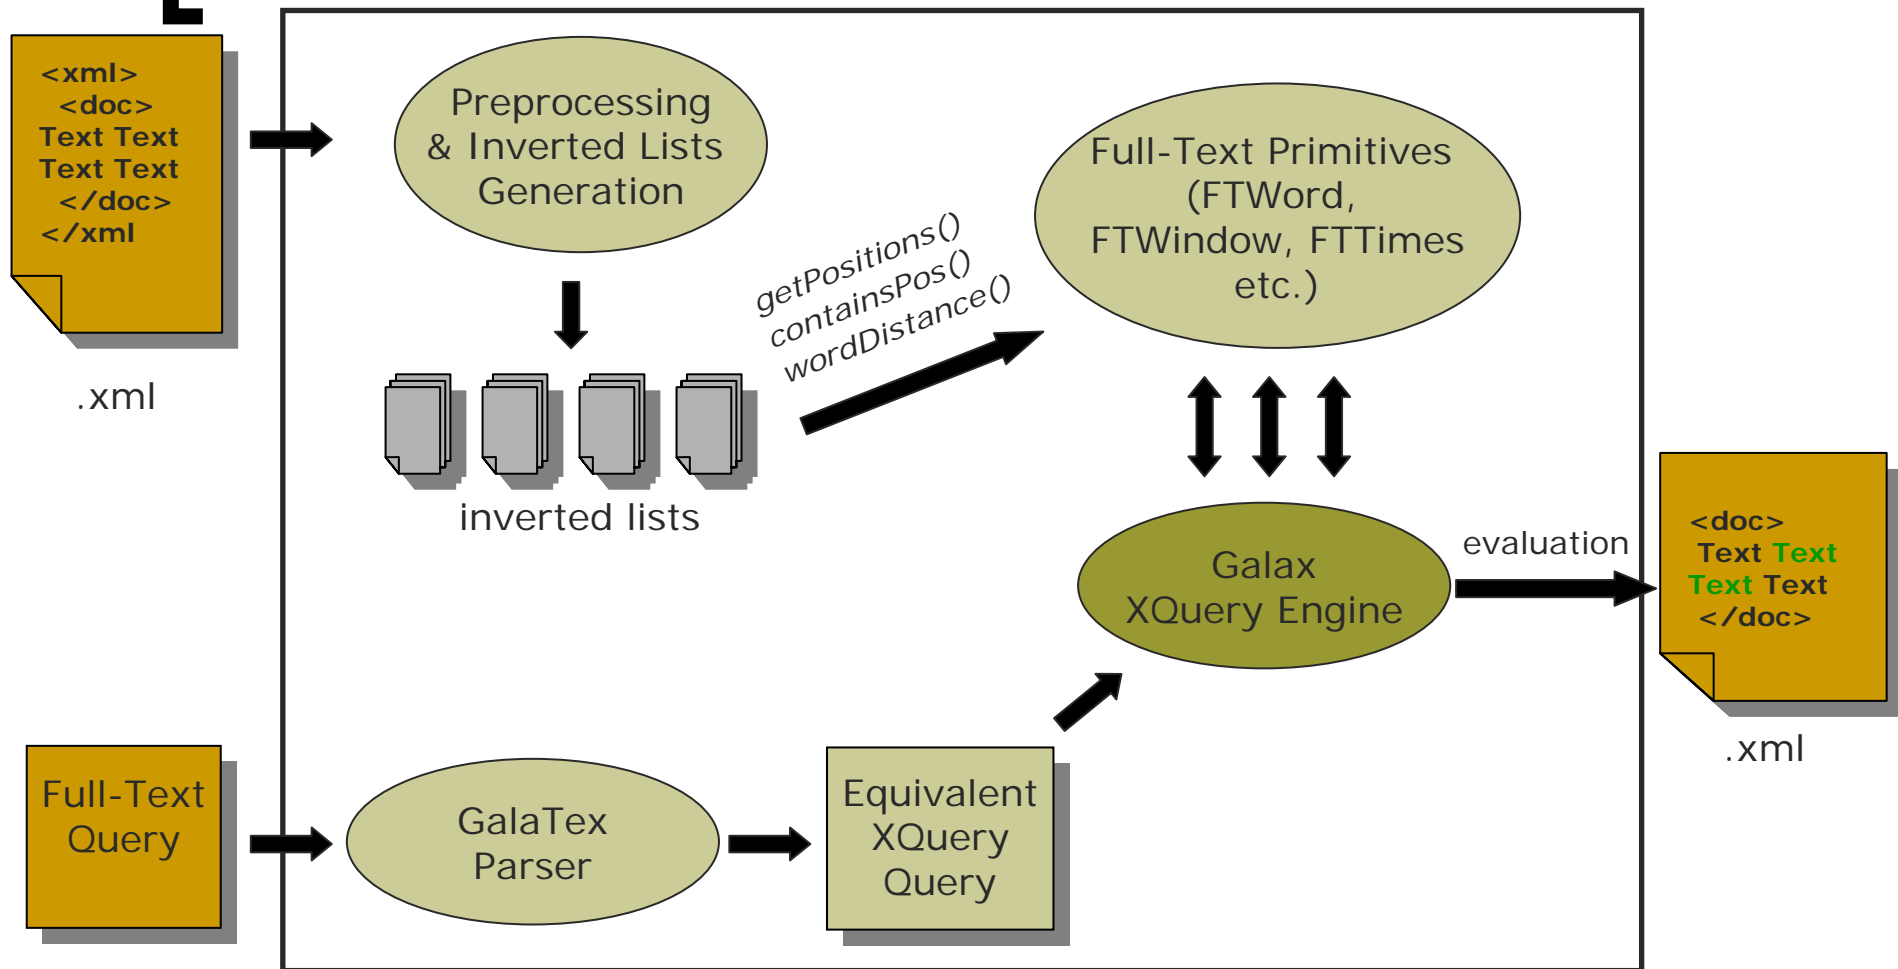 <xml>
<doc>
Text Text
Text Text
</doc>
</xml
.xml
Preprocessing
& Inverted Lists
Generation
inverted lists
getPositions()
containsPos()
wordDistance()
Full-Text Primitives
(FTWord,
FTWindow, FTTimes
etc.)
Galax
XQuery Engine
evaluation
<doc>
Text Text
Text Text
</doc>
.xml
Full-Text
Query
GalaTex
Parser
Equivalent
XQuery
Query